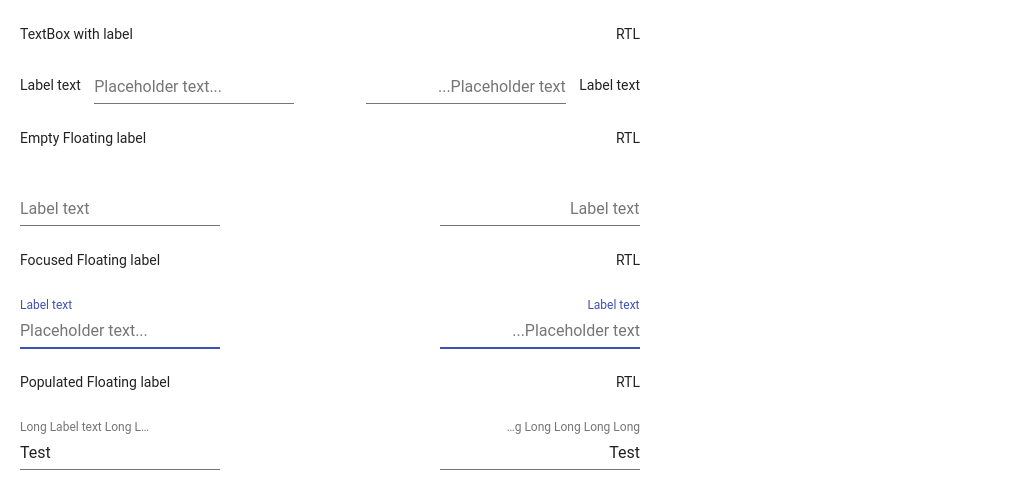 TextBox with label RTL
Label text Placeholder text... ...Placeholder text Label text
Empty Floating label RTL
Label text Label text
Focused Floating label RTL
Label text Label text
Placeholder text... ...Placeholder text
Populated Floating label RTL
Long Label text Long L... ...g Long Long Long Long
Test Test